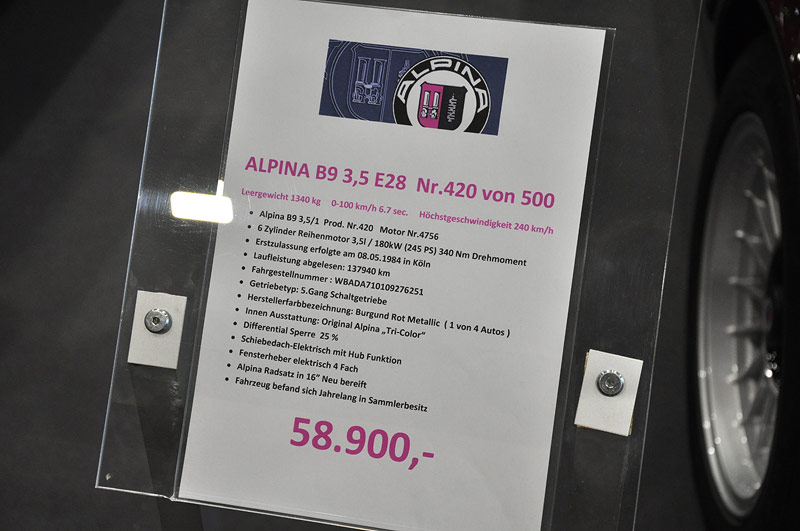 ALPINA
ALPINA B9 3,5 E28 Nr.420 von 500
Leergewicht 1340 kg 0-100 km/h 6.7 sec. Höchstgeschwindigkeit 240 km/h
• Alpina B9 3,5/1 Prod. Nr.420 Motor Nr.4756
• 6 Zylinder Reihenmotor 3,5l / 180kW (245 PS) 340 Nm Drehmoment
• Erstzulassung erfolgte am 08.05.1984 in Köln
• Laufleistung abgelesen: 137940 km
• Fahrgestellnummer : WBADA710109276251
• Getriebetyp: 5.Gang Schaltgetriebe
• Herstellerfarbbezeichnung: Burgund Rot Metallic ( 1 von 4 Autos )
• Innen Ausstattung: Original Alpina „Tri-Color“
• Differential Sperre 25 %
• Schiebedach-Elektrisch mit Hub Funktion
• Fensterheber elektrisch 4 Fach
• Alpina Radsatz in 16“ Neu bereift
• Fahrzeug befand sich Jahrelang in Sammlerbesitz
58.900,-